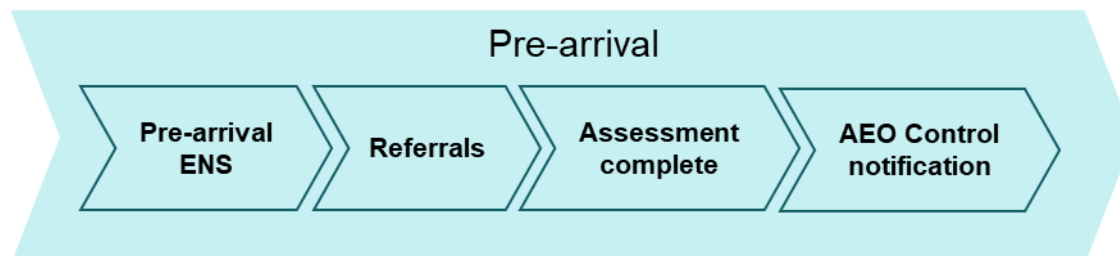 Pre-arrival
Pre-arrival
ENS
Referrals
Assessment
complete
AEO Control
notification